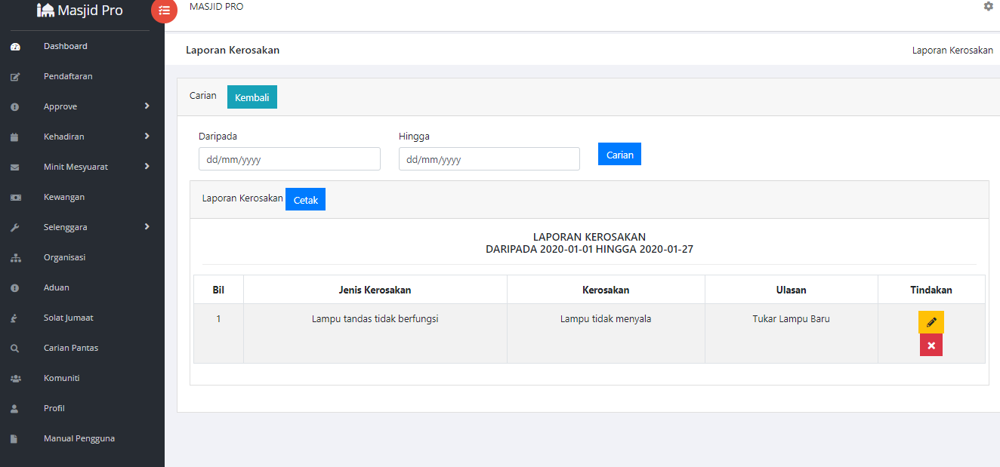 Masjid Pro
MASJID PRO
Dashboard
Pendaftaran
Approve
Kehadiran
Minit Mesyuarat
Kewangan
Selenggara
Organisasi
Aduan
Solat Jumaat
Carian Pantas
Komuniti
Profil
Manual Pengguna
Laporan Kerosakan
Laporan Kerosakan
Carian Kembali
Daripada Hingga
dd/mm/yyyy dd/mm/yyyy Carian
Laporan Kerosakan Cetak
LAPORAN KEROSAKAN
DARIPADA 2020-01-01 HINGGA 2020-01-27
Bil Jenis Kerosakan Kerosakan Ulasan Tindakan
1 Lampu tandas tidak berfungsi Lampu tidak menyala Tukar Lampu Baru